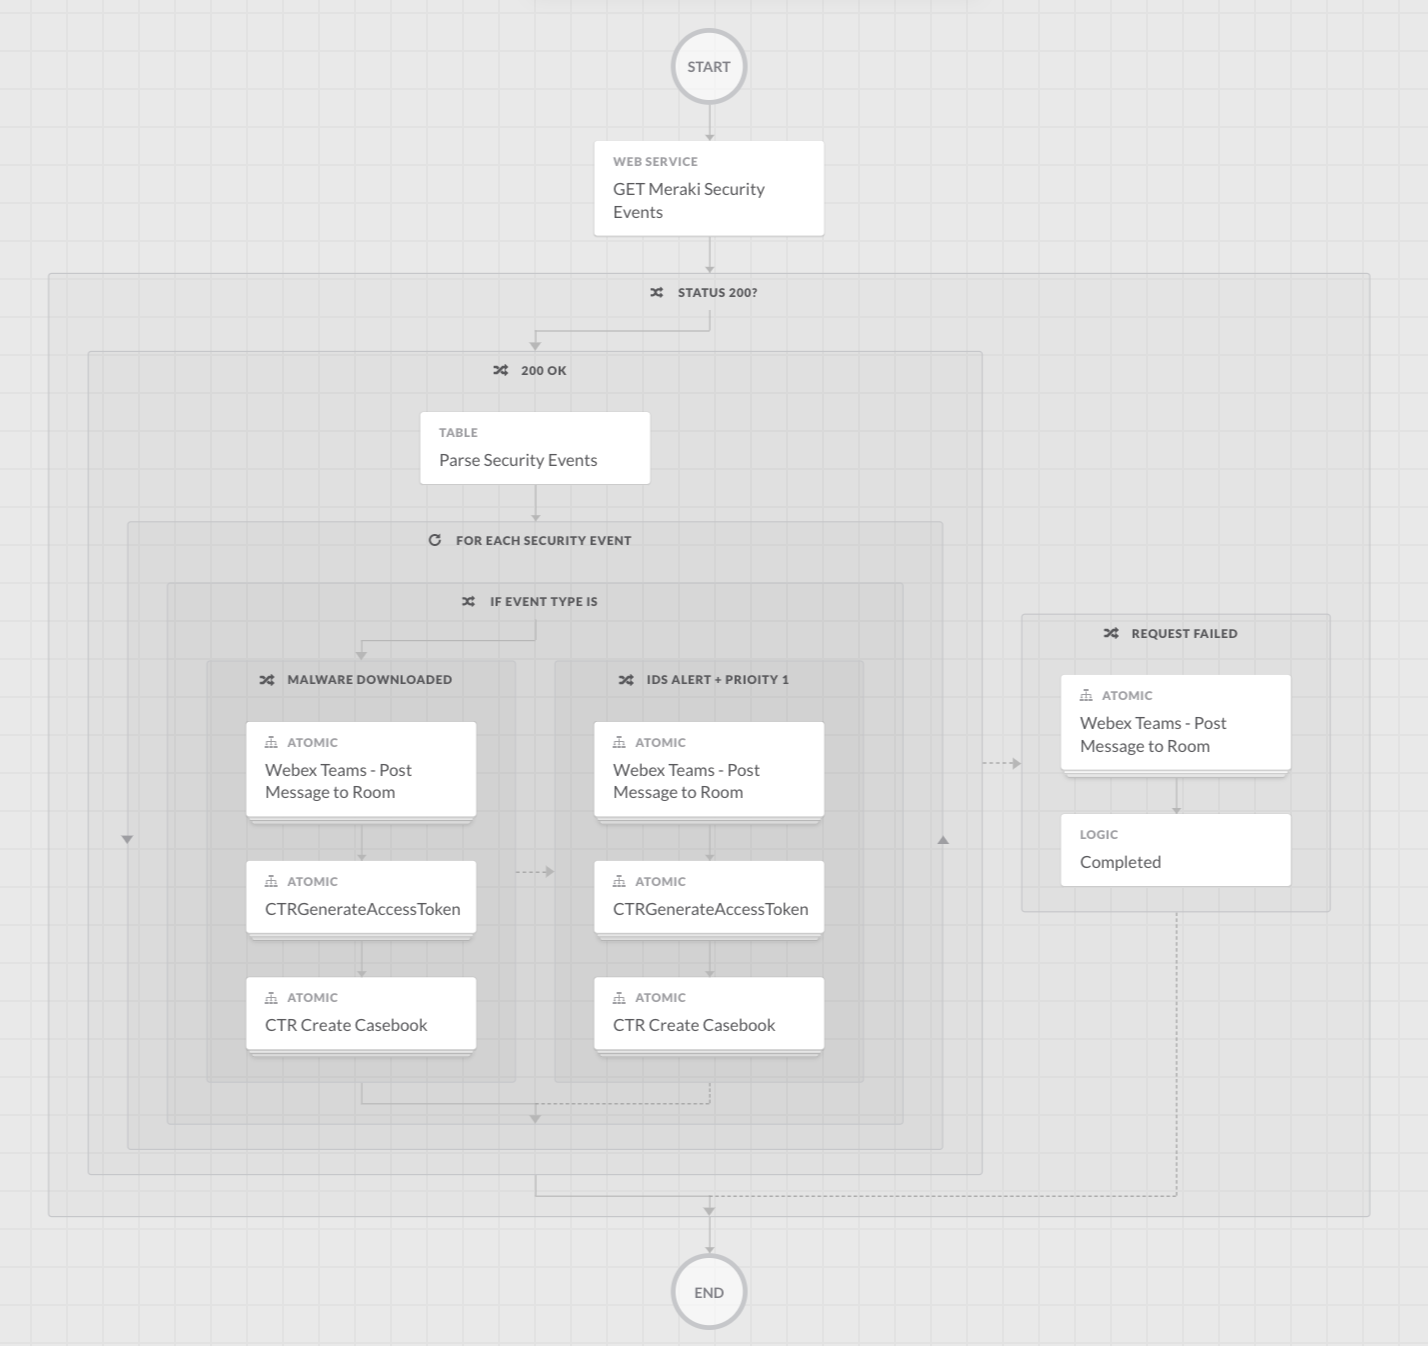 START
WEB SERVICE
GET Meraki Security
Events
STATUS 200?
200 OK
TABLE
Parse Security Events
FOR EACH SECURITY EVENT
IF EVENT TYPE IS
MALWARE DOWNLOADED
ATOMIC
Webex Teams - Post
Message to Room
ATOMIC
CTRGenerateAccessToken
ATOMIC
CTR Create Casebook
IDS ALERT + PRIOITY 1
ATOMIC
Webex Teams - Post
Message to Room
ATOMIC
CTRGenerateAccessToken
ATOMIC
CTR Create Casebook
REQUEST FAILED
ATOMIC
Webex Teams - Post
Message to Room
LOGIC
Completed
END